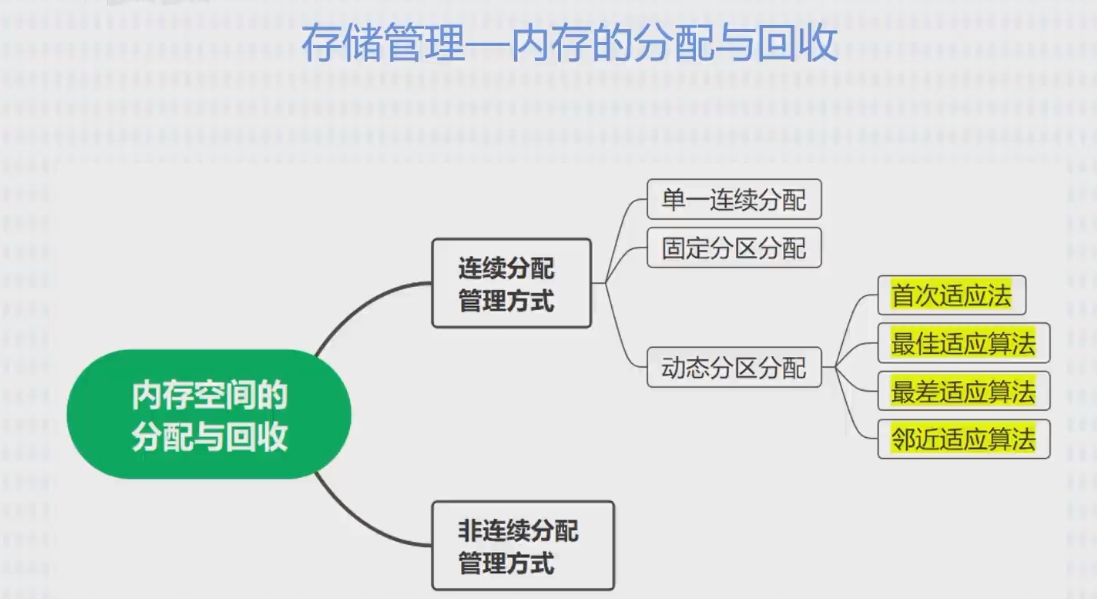 存储管理—内存的分配与回收
单一连续分配
固定分区分配
连续分配
管理方式
首次适应法
最佳适应算法
动态分区分配
最差适应算法
邻近适应算法
内存空间的
分配与回收
非连续分配
管理方式